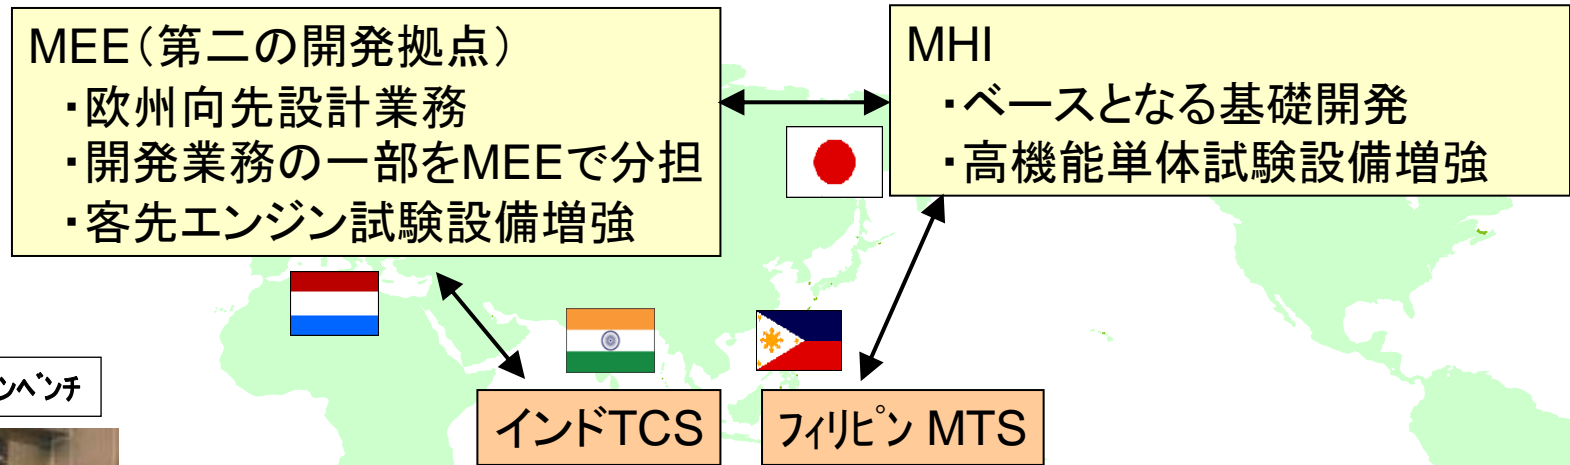 MEE(第二の開発拠点)
・欧州向先設計業務
・開発業務の一部をMEEで分担
・客先エンジン試験設備増強
MHI
・ベースとなる基礎開発
・高機能単体試験設備増強
ンベンチ
インドTCS
フィリピン MTS